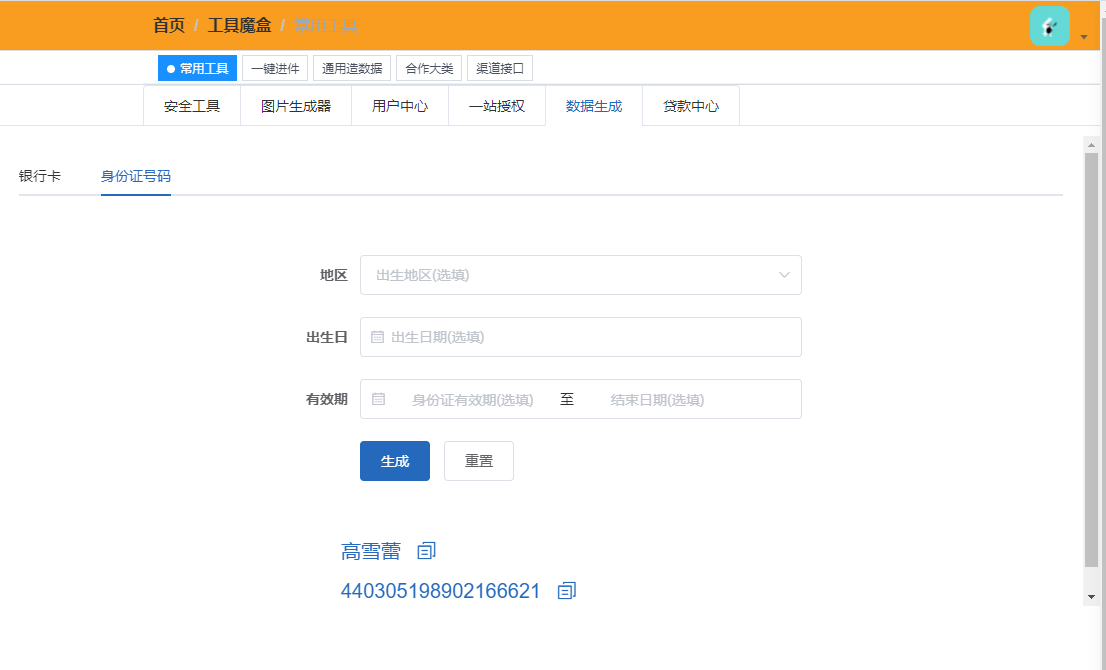 首页 / 工具魔盒 / 常用工具
常用工具 一键进件 通用造数据 合作大类 渠道接口
安全工具 图片生成器 用户中心 一站授权 数据生成 贷款中心
银行卡 身份证号码
地区 出生地区(选填)
出生日 出生日期(选填)
有效期 身份证有效期(选填) 至 结束日期(选填)
生成 重置
高雪蕾
440305198902166621